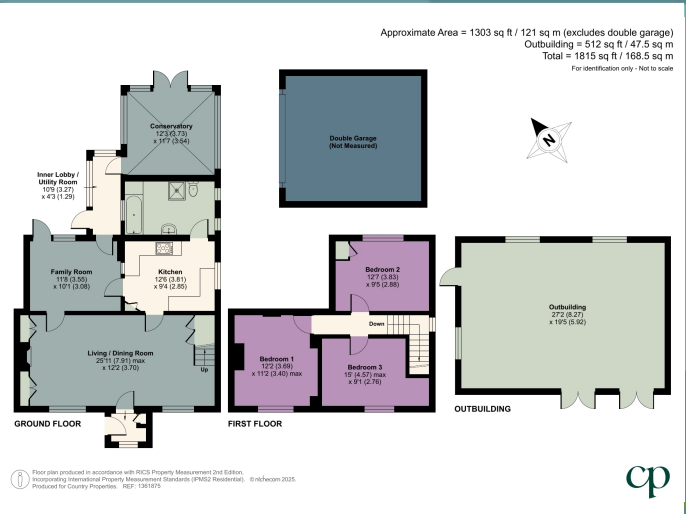 Approximate Area = 1303 sq ft / 121 sq m (excludes double garage)
Outbuilding = 512 sq ft / 47.5 sq m
Total = 1815 sq ft / 168.5 sq m
For identification only - Not to scale
N
Conservatory
12'3 (3.73)
x 11'7 (3.54)
Double Garage
(Not Measured)
Inner Lobby /
Utility Room
10'9 (3.27)
x 4'3 (1.29)
Family Room
11'8 (3.55)
x 10'1 (3.08)
Kitchen
12'6 (3.81)
x 9'4 (2.85)
Living / Dining Room
25'11 (7.91) max
x 12'2 (3.70)
Up
GROUND FLOOR
Bedroom 2
12'7 (3.83)
x 9'5 (2.88)
Down
Bedroom 1
12'2 (3.69)
x 11'2 (3.40) max
Bedroom 3
15' (4.57) max
x 9'1 (2.76)
FIRST FLOOR
Outbuilding
27'2 (8.27)
x 19'5 (5.92)
OUTBUILDING
Floor plan produced in accordance with RICS Property Measurement 2nd Edition,
Incorporating International Property Measurement Standards (IPMS2 Residential). © nichecom 2025.
Produced for Country Properties. REF: 1361875
cp